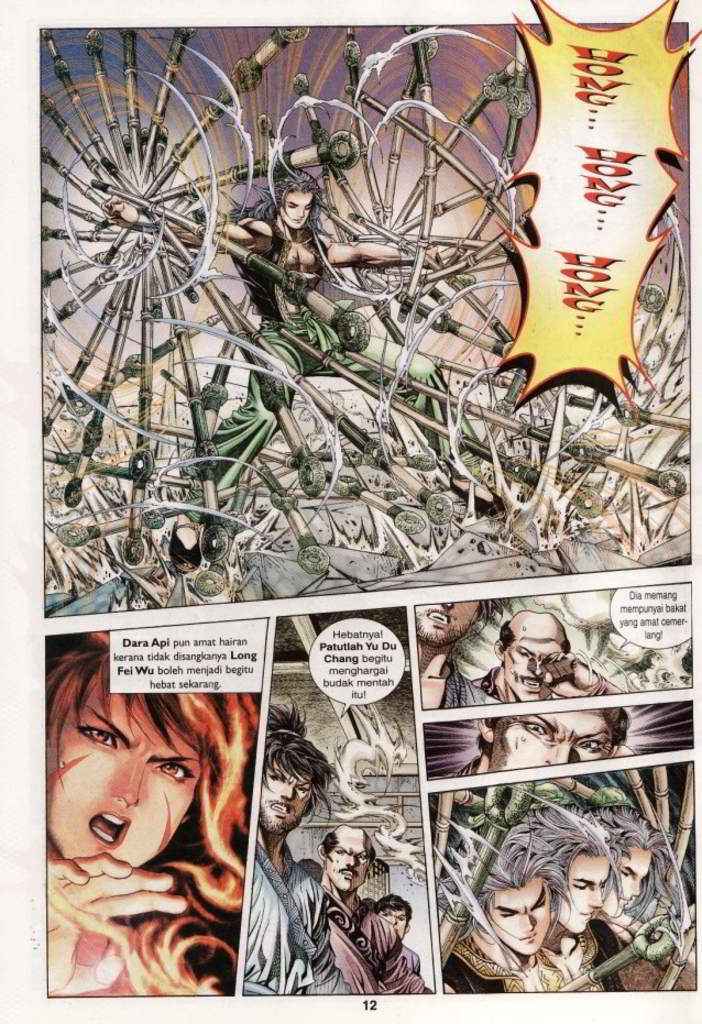 HONG...
HONG...
HONG...
Dara Api pun amat hairan
kerana tidak disangkanya Long
Fei Wu boleh menjadi begitu
hebat sekarang.
Hebatnya!
Patutlah Yu Du
Chang begitu
menghargai
budak mentah
itu!
Dia memang
mempunyai bakat
yang amat cemer-
lang!
12